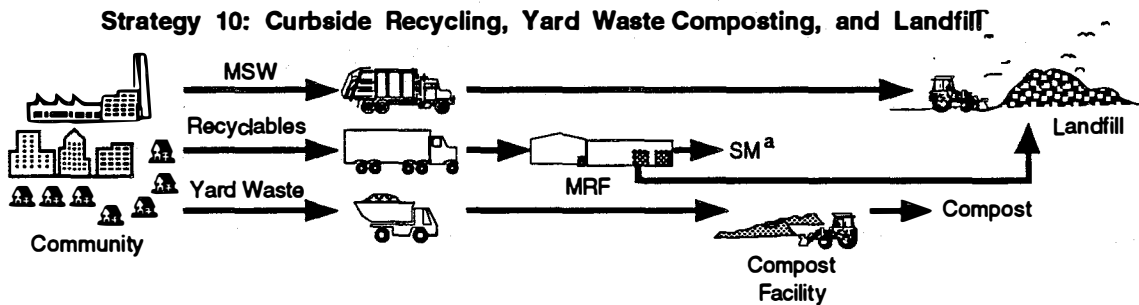 Strategy 10: Curbside Recycling, Yard Waste Composting, and Landfill
MSW
Recyclables
Landfill
SMᵃ
MRF
Yard Waste
Compost
Community
Compost
Facility